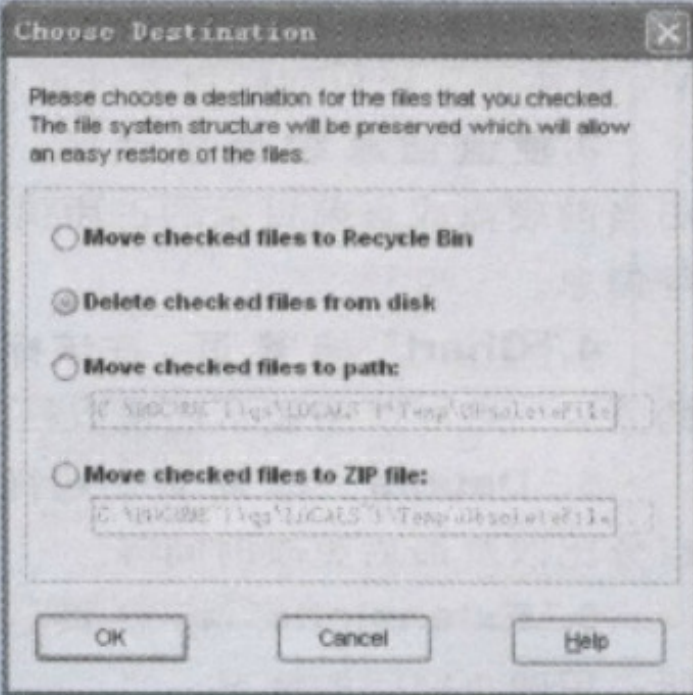 Choose Destination
Please choose a destination for the files that you checked.
The file system structure will be preserved which will allow
an easy restore of the files.
Move checked files to Recycle Bin
Delete checked files from disk
Move checked files to path:
Move checked files to ZIP file:
OK Cancel Help